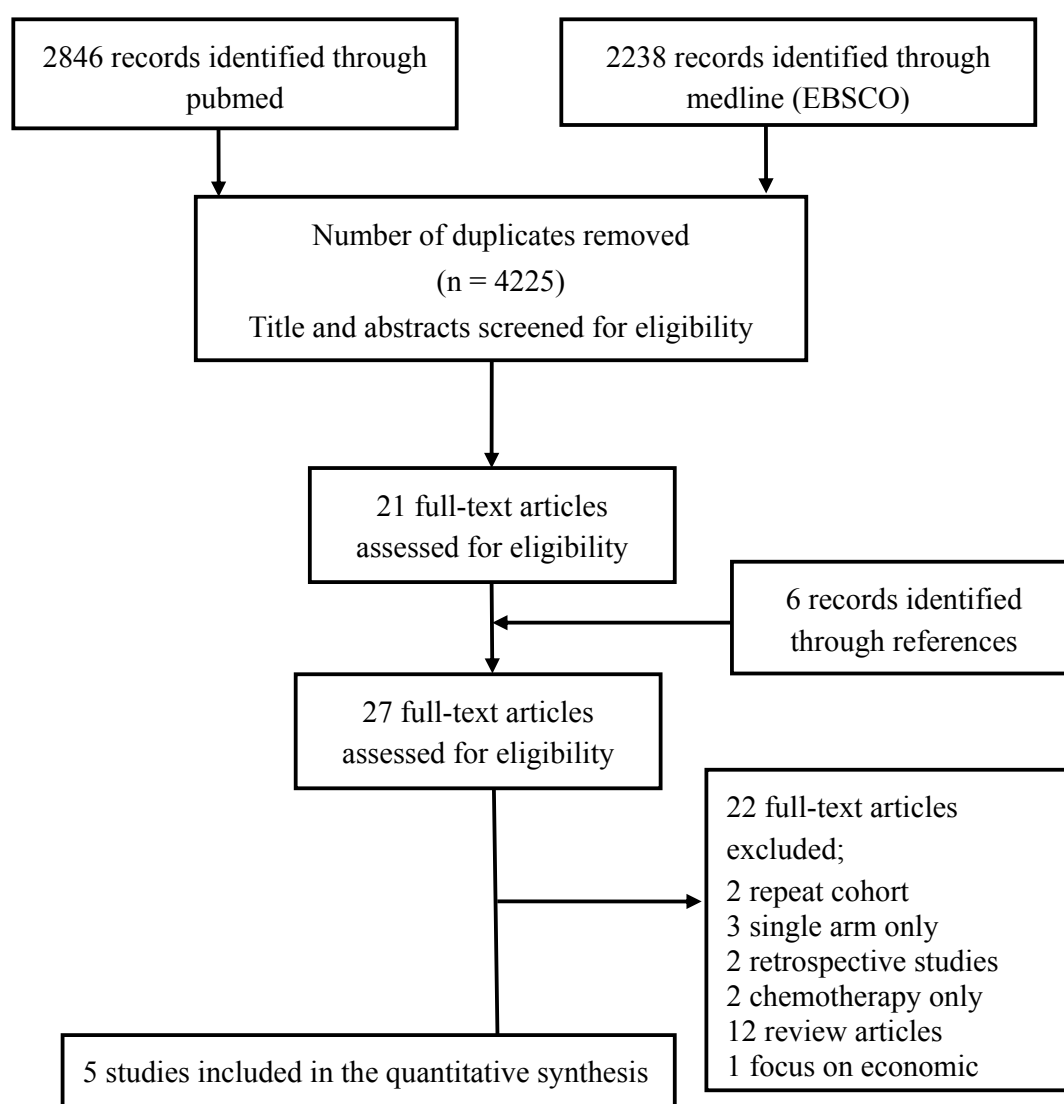 2846 records identified through
pubmed
2238 records identified through
medline (EBSCO)
Number of duplicates removed
(n = 4225)
Title and abstracts screened for eligibility
21 full-text articles
assessed for eligibility
6 records identified
through references
27 full-text articles
assessed for eligibility
22 full-text articles
excluded;
2 repeat cohort
3 single arm only
2 retrospective studies
2 chemotherapy only
12 review articles
1 focus on economic
5 studies included in the quantitative synthesis